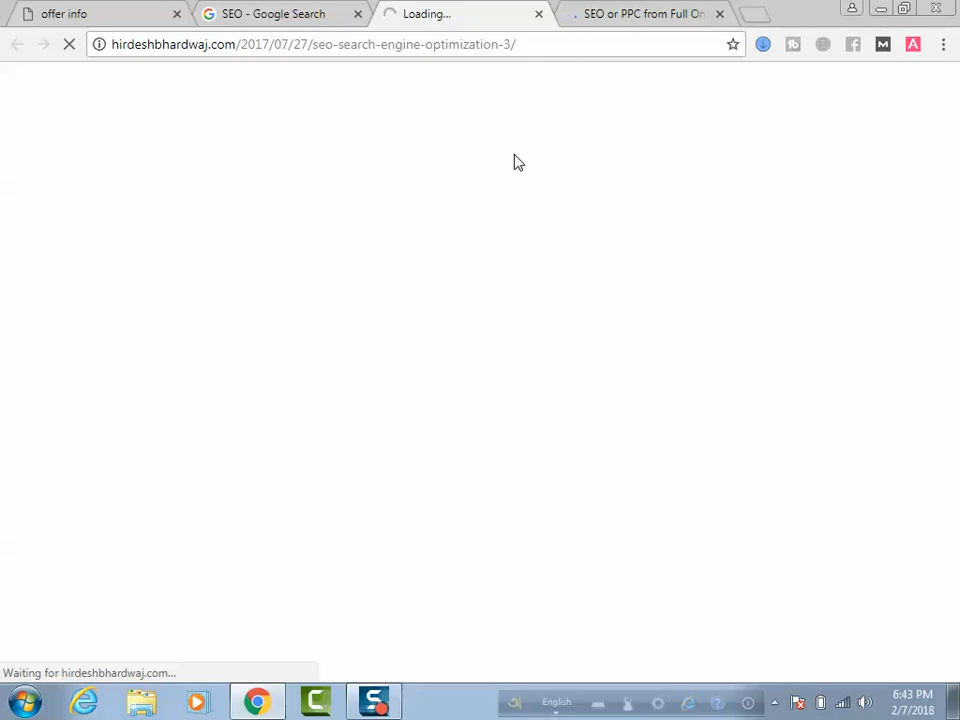 offer info
SEO - Google Search
Loading...
SEO or PPC from Full On
hirdeshbhardwaj.com/2017/07/27/seo-search-engine-optimization-3/
Waiting for hirdeshbhardwaj.com...
English
6:43 PM
2/7/2018